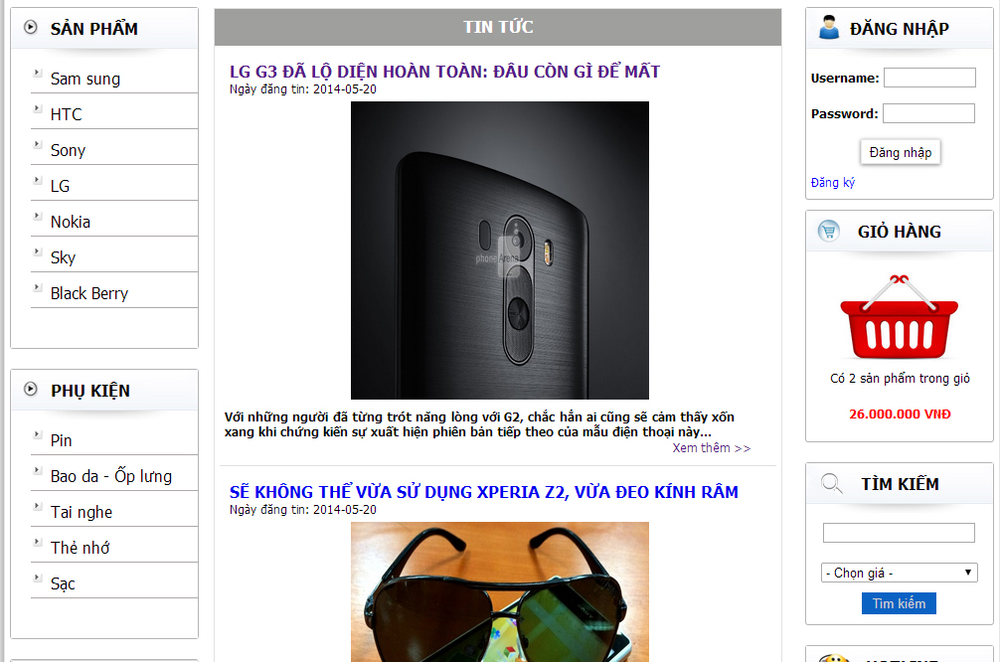 SẢN PHẨM
Sam sung
HTC
Sony
LG
Nokia
Sky
Black Berry
PHỤ KIỆN
Pin
Bao da - Ốp lưng
Tai nghe
Thẻ nhớ
Sạc
TIN TỨC
LG G3 ĐÃ LỘ DIỆN HOÀN TOÀN: ĐÂU CÒN GÌ ĐỂ MẤT
Ngày đăng tin: 2014-05-20
phoneArena
Với những người đã từng trót nặng lòng với G2, chắc hẳn ai cũng sẽ cảm thấy xốn
xang khi chứng kiến sự xuất hiện phiên bản tiếp theo của mẫu điện thoại này...
Xem thêm >>
SẼ KHÔNG THỂ VỪA SỬ DỤNG XPERIA Z2, VỪA ĐEO KÍNH RÂM
Ngày đăng tin: 2014-05-20
ĐĂNG NHẬP
Username:
Password:
Đăng nhập
Đăng ký
GIỎ HÀNG
Có 2 sản phẩm trong giỏ
26.000.000 VNĐ
TÌM KIẾM
- Chọn giá -
Tìm kiếm
HOTLINE